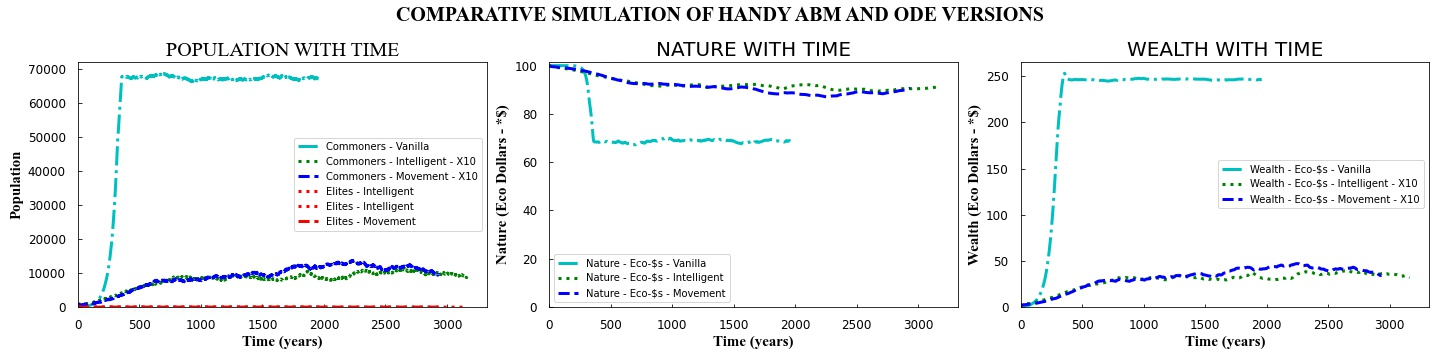 COMPARATIVE SIMULATION OF HANDY ABM AND ODE VERSIONS
POPULATION WITH TIME
Population
70000
60000
50000
40000
30000
20000
10000
0
Commoners - Vanilla
Commoners - Intelligent - X10
Commoners - Movement - X10
Elites - Intelligent
Elites - Intelligent
Elites - Movement
0 500 1000 1500 2000 2500 3000
Time (years)
NATURE WITH TIME
Nature (Eco Dollars - *$)
100
80
60
40
20
0
Nature - Eco-$s - Vanilla
Nature - Eco-$s - Intelligent
Nature - Eco-$s - Movement
0 500 1000 1500 2000 2500 3000
Time (years)
WEALTH WITH TIME
Wealth (Eco Dollars - *$)
250
200
150
100
50
0
Wealth - Eco-$s - Vanilla
Wealth - Eco-$s - Intelligent - X10
Wealth - Eco-$s - Movement - X10
0 500 1000 1500 2000 2500 3000
Time (years)